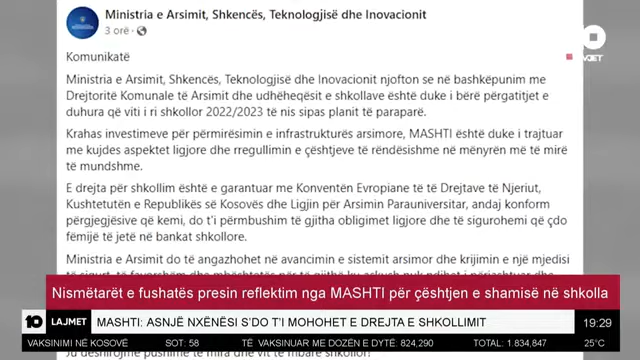 Ministria e Arsimit, Shkencës, Teknologjisë dhe Inovacionit
3 orë ·
Komunikatë
10
Ministria e Arsimit, Shkencës, Teknologjisë dhe Inovacionit njofton se në bashkëpunim me
Drejtoritë Komunale të Arsimit dhe udhëheqësit e shkollave është duke i bërë përgatitjet e
duhura që viti i ri shkollor 2022/2023 të nis sipas planit të paraparë.
Krahas investimeve për përmirësimin e infrastrukturës arsimore, MASHTI është duke i trajtuar
me kujdes aspektet ligjore dhe rregullimin e çështjeve të rëndësishme në mënyrën më të mirë
të mundshme.
E drejta për shkollim është e garantuar me Konventën Evropiane të të Drejtave të Njeriut,
Kushtetutën e Republikës së Kosovës dhe Ligjin për Arsimin Parauniversitar, andaj konform
përgjegjësive që kemi, do t'i përmbushim të gjitha obligimet ligjore dhe të sigurohemi që çdo
fëmijë të jetë në bankat shkollore.
Ministria e Arsimit do të angazhohet në avancimin e sistemit arsimor dhe krijimin e një mjedisi
Nismëtarët e fushatës presin reflektim nga MASHTI për çështjen e shamisë në shkolla
10 LAJMET MASHTI: ASNJË NXËNËSI S'DO T'I MOHOHET E DREJTA E SHKOLLIMIT 19:29
VAKSINIMI NË KOSOVË SOT: 58 TË VAKSINUAR ME DOZËN E DYTË: 824,290 TOTAL: 1,834,847 25°C